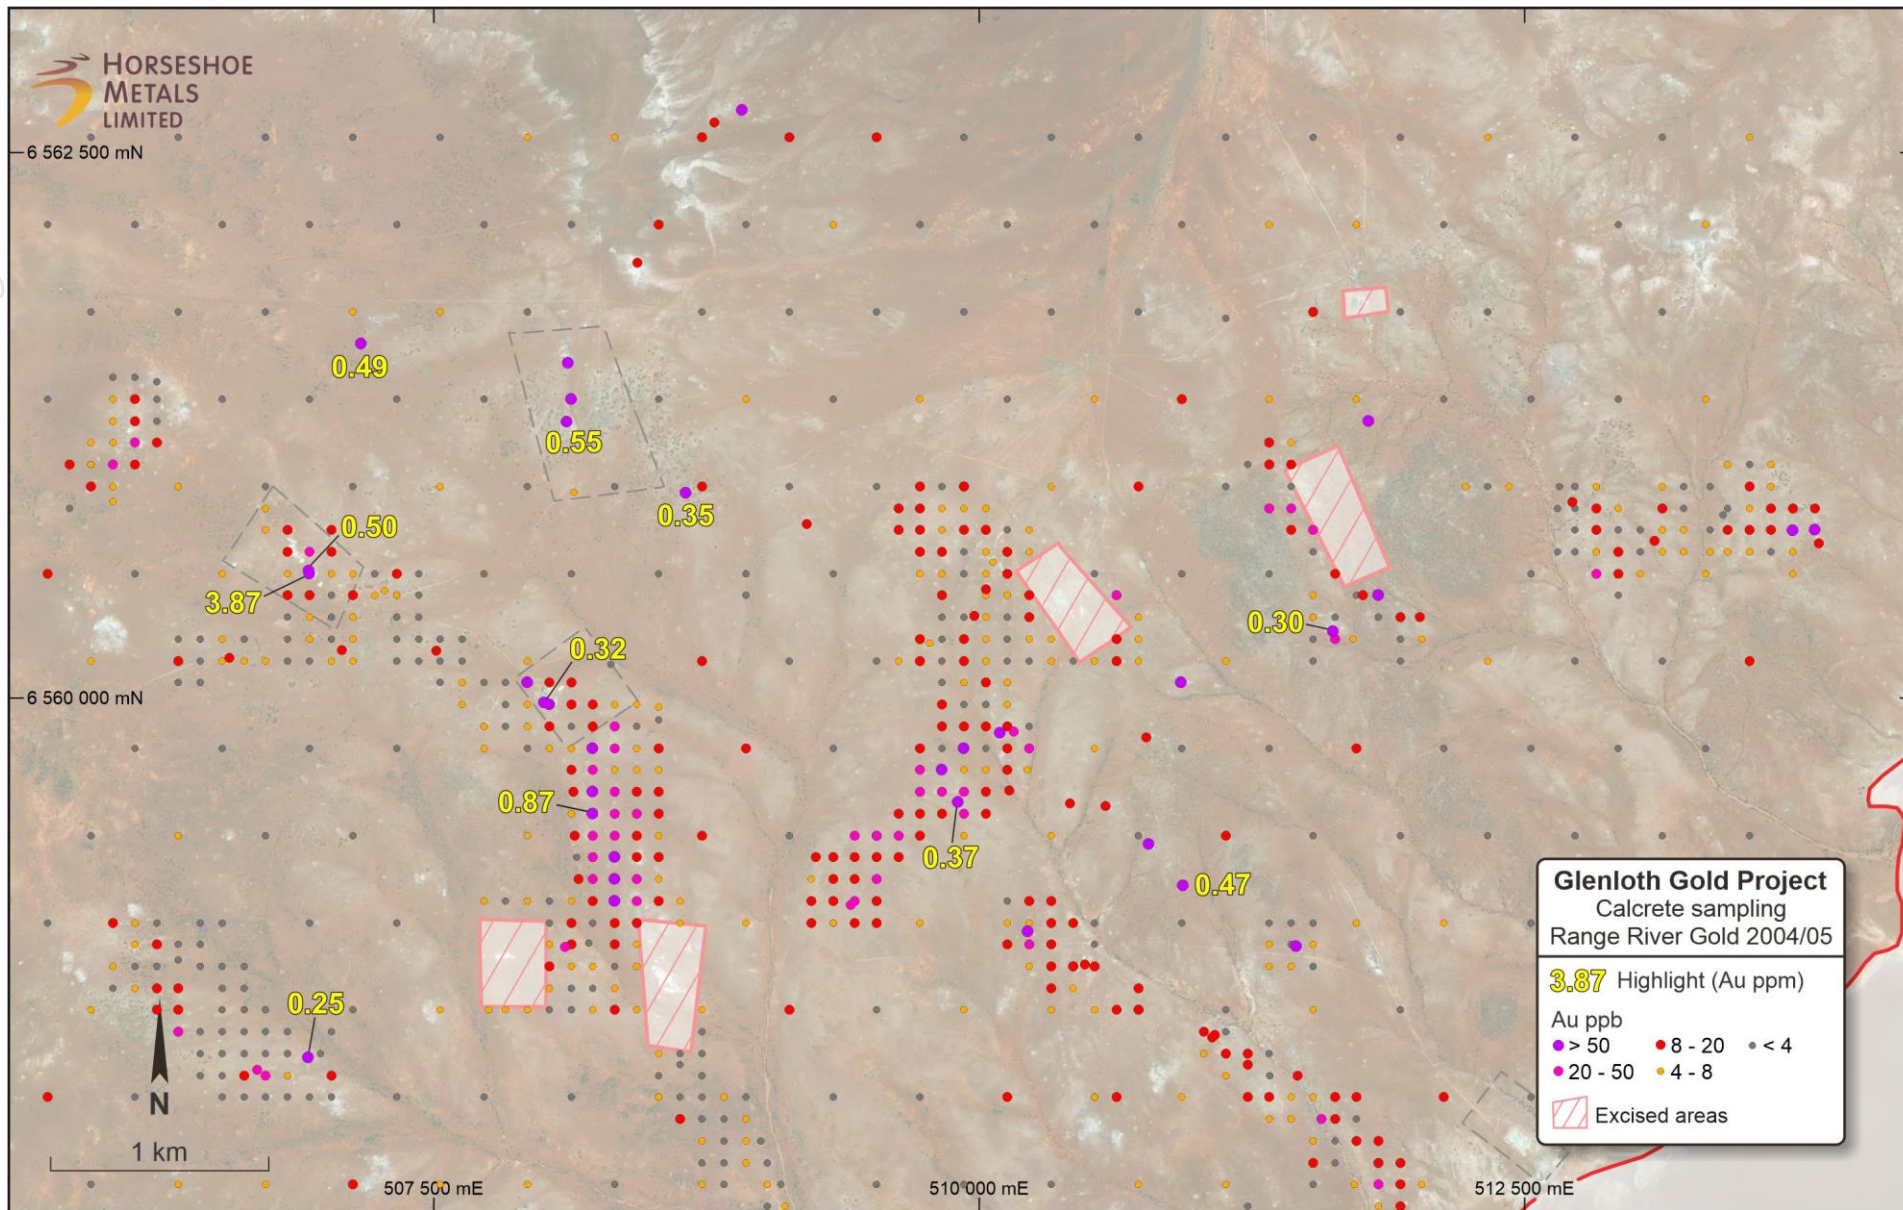 HORSESHOE
METALS
LIMITED
6 562 500 mN
0.49
0.55
0.35
0.50
3.87
0.30
0.32
6 560 000 mN
0.87
0.37
0.47
0.25
N
1 km
507 500 mE
510 000 mE
512 500 mE
Glenloth Gold Project
Calcrete sampling
Range River Gold 2004/05
3.87 Highlight (Au ppm)
Au ppb
> 50 8 - 20 < 4
20 - 50 4 - 8
Excised areas